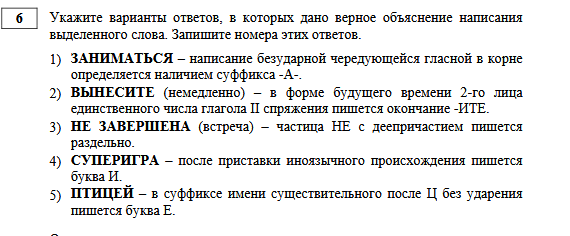 6 Укажите варианты ответов, в которых дано верное объяснение написания
выделенного слова. Запишите номера этих ответов.
1) ЗАНИМАТЬСЯ – написание безударной чередующейся гласной в корне
определяется наличием суффикса -А-.
2) ВЫНЕСИТЕ (немедленно) – в форме будущего времени 2-го лица
единственного числа глагола II спряжения пишется окончание -ИТЕ.
3) НЕ ЗАВЕРШЕНА (встреча) – частица НЕ с деепричастием пишется
раздельно.
4) СУПЕРИГРА – после приставки иноязычного происхождения пишется
буква И.
5) ПТИЦЕЙ – в суффиксе имени существительного после Ц без ударения
пишется буква Е.